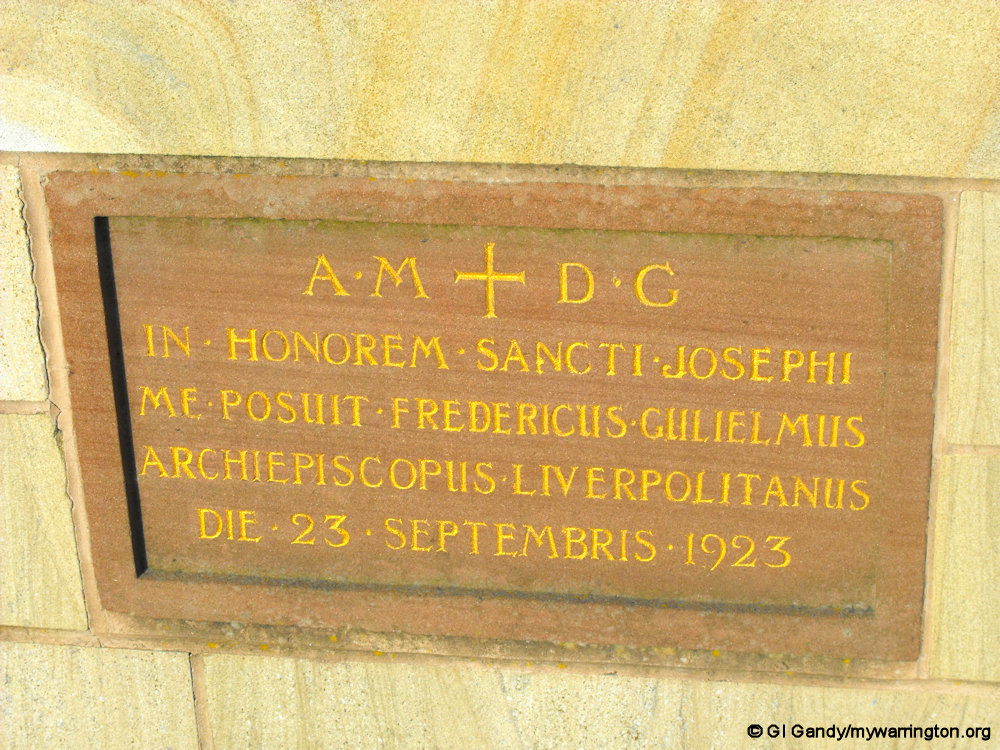 A·M + D·G
IN · HONOREM · SANCTI · JOSEPHI
ME · POSUIT · FREDERICUS · GULIELMUS
ARCHIEPISCOPUS · LIVERPOLITANUS
DIE · 23 · SEPTEMBRIS · 1923
© GI Gandy/mywarrington.org